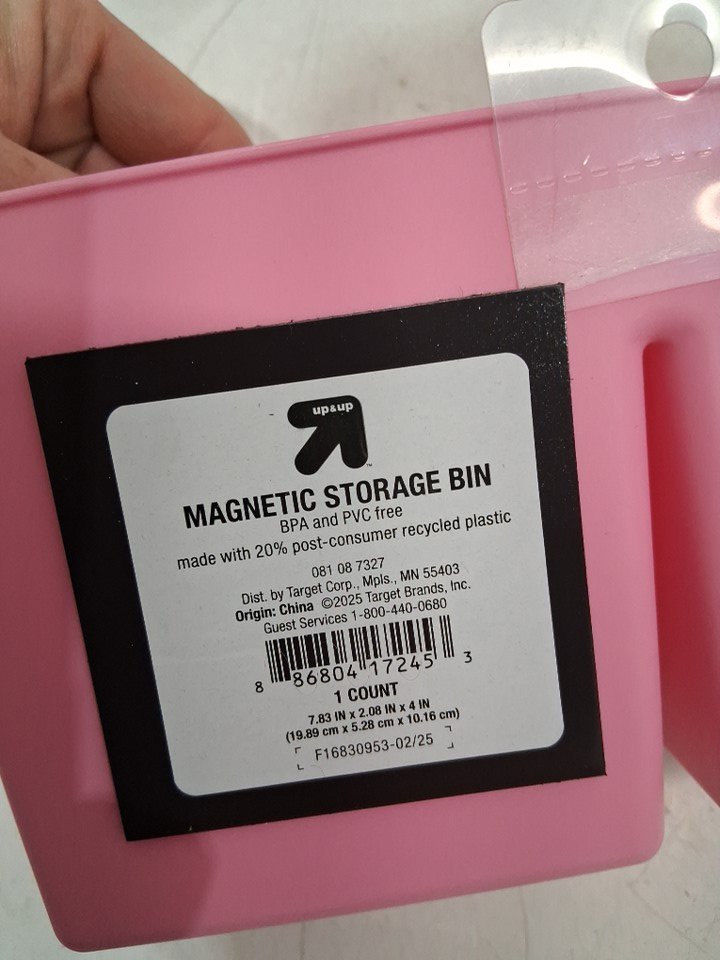 up&up
™
MAGNETIC STORAGE BIN
BPA and PVC free
made with 20% post-consumer recycled plastic
081 08 7327
Dist. by Target Corp., Mpls., MN 55403
Origin: China ©2025 Target Brands, Inc.
Guest Services 1-800-440-0680
8 86804 17245 3
1 COUNT
7.83 IN x 2.08 IN x 4 IN
(19.89 cm x 5.28 cm x 10.16 cm)
F16830953-02/25